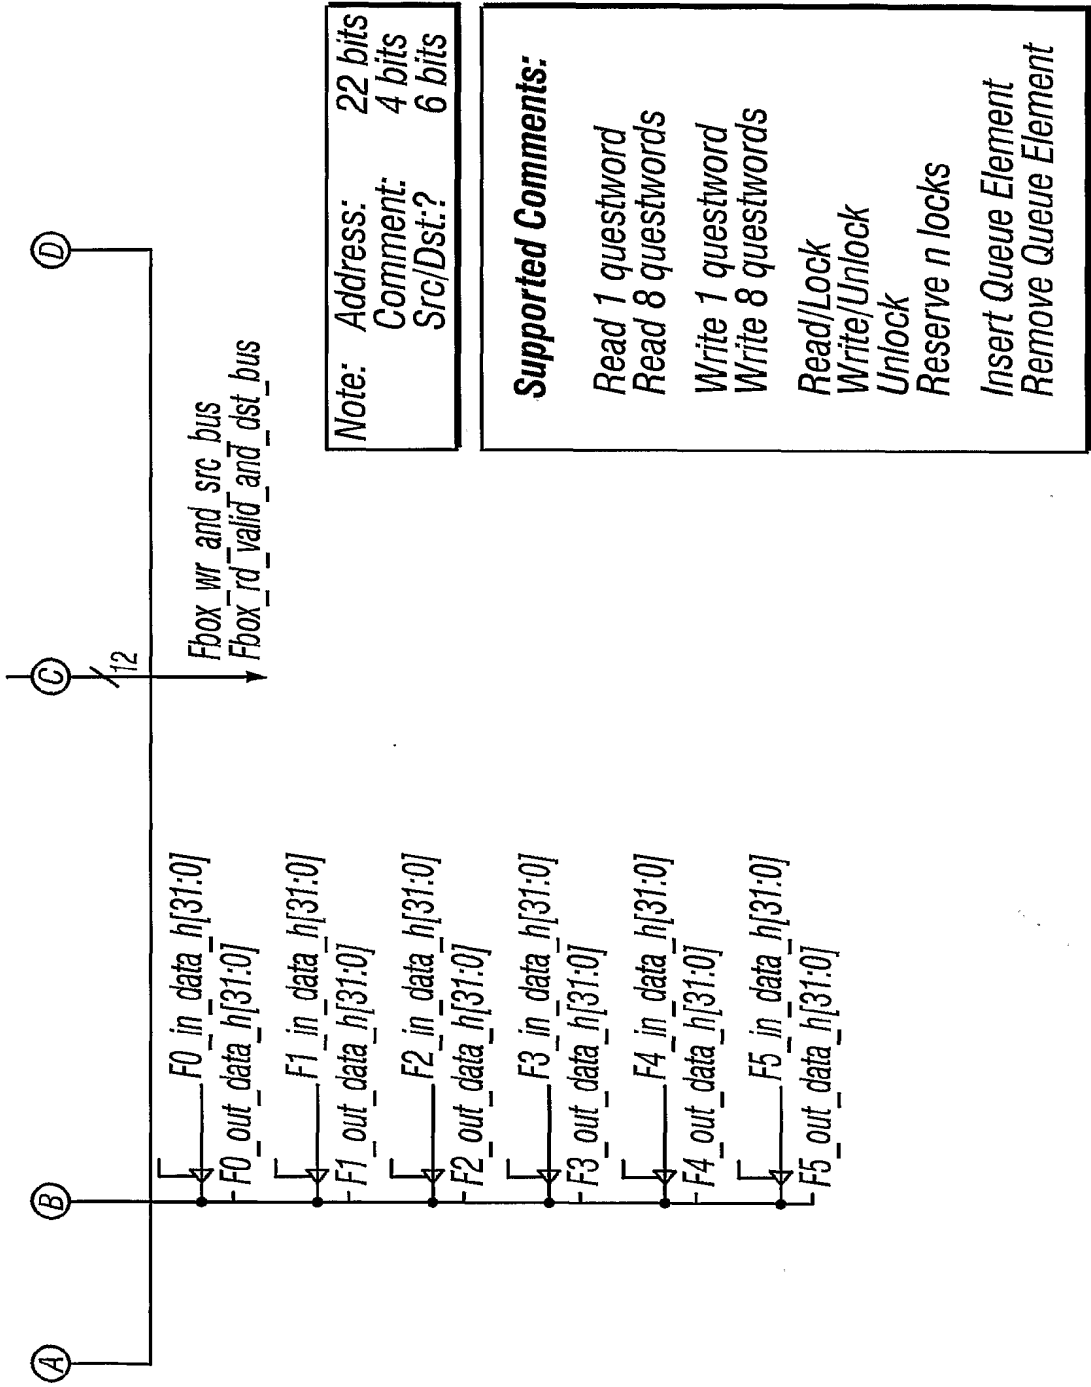 A
B
C
D
12
Fbox_wr_and_src_bus
Fbox_rd_valid_and_dst_bus
F0_in_data_h[31:0]
F0_out_data_h[31:0]
F1_in_data_h[31:0]
F1_out_data_h[31:0]
F2_in_data_h[31:0]
F2_out_data_h[31:0]
F3_in_data_h[31:0]
F3_out_data_h[31:0]
F4_in_data_h[31:0]
F4_out_data_h[31:0]
F5_in_data_h[31:0]
F5_out_data_h[31:0]
Note: Address: 22 bits
Comment: 4 bits
Src/Dst:? 6 bits
Supported Comments:
Read 1 questword
Read 8 questwords
Write 1 questword
Write 8 questwords
Read/Lock
Write/Unlock
Unlock
Reserve n locks
Insert Queue Element
Remove Queue Element